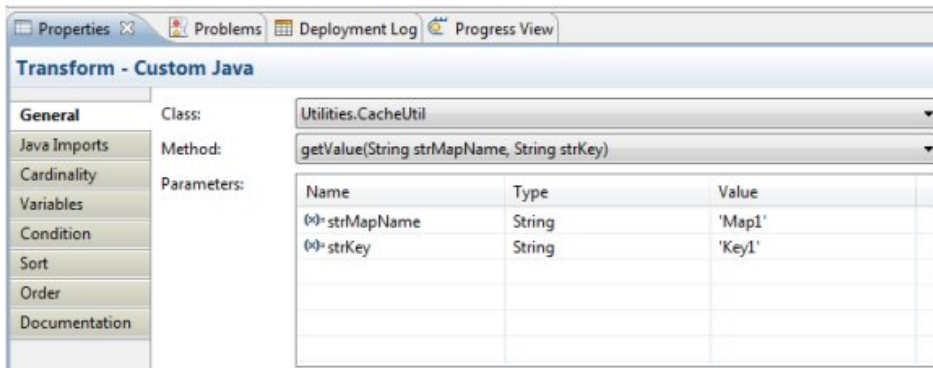 Properties Problems Deployment Log Progress View
Transform - Custom Java
General Class: Utilities.CacheUtil
Java Imports Method: getValue(String strMapName, String strKey)
Cardinality Parameters: Name Type Value
Variables (x)= strMapName String 'Map1'
Condition (x)= strKey String 'Key1'
Sort
Order
Documentation